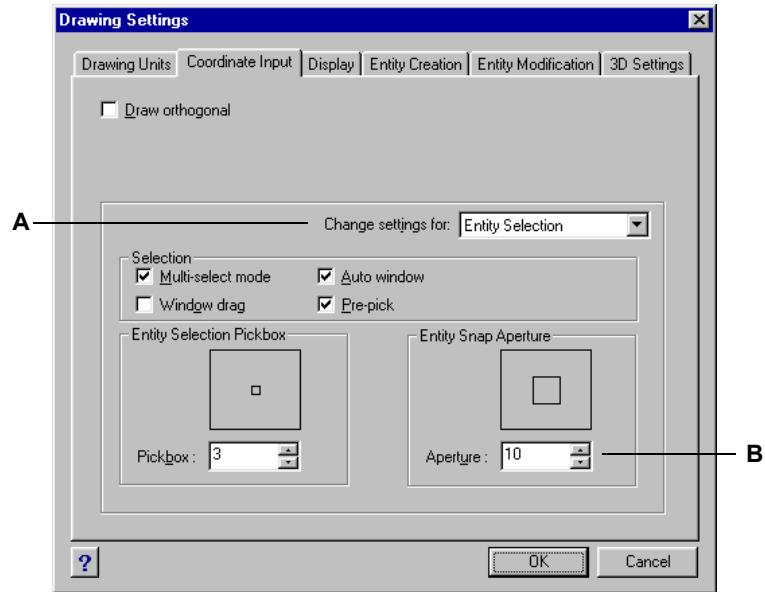 Drawing Settings
Drawing Units Coordinate Input Display Entity Creation Entity Modification 3D Settings
Draw orthogonal
A
Change settings for: Entity Selection
Selection
Multi-select mode Auto window
Window drag Pre-pick
Entity Selection Pickbox Entity Snap Aperture
Pickbox : 3 Aperture : 10
B
? OK Cancel